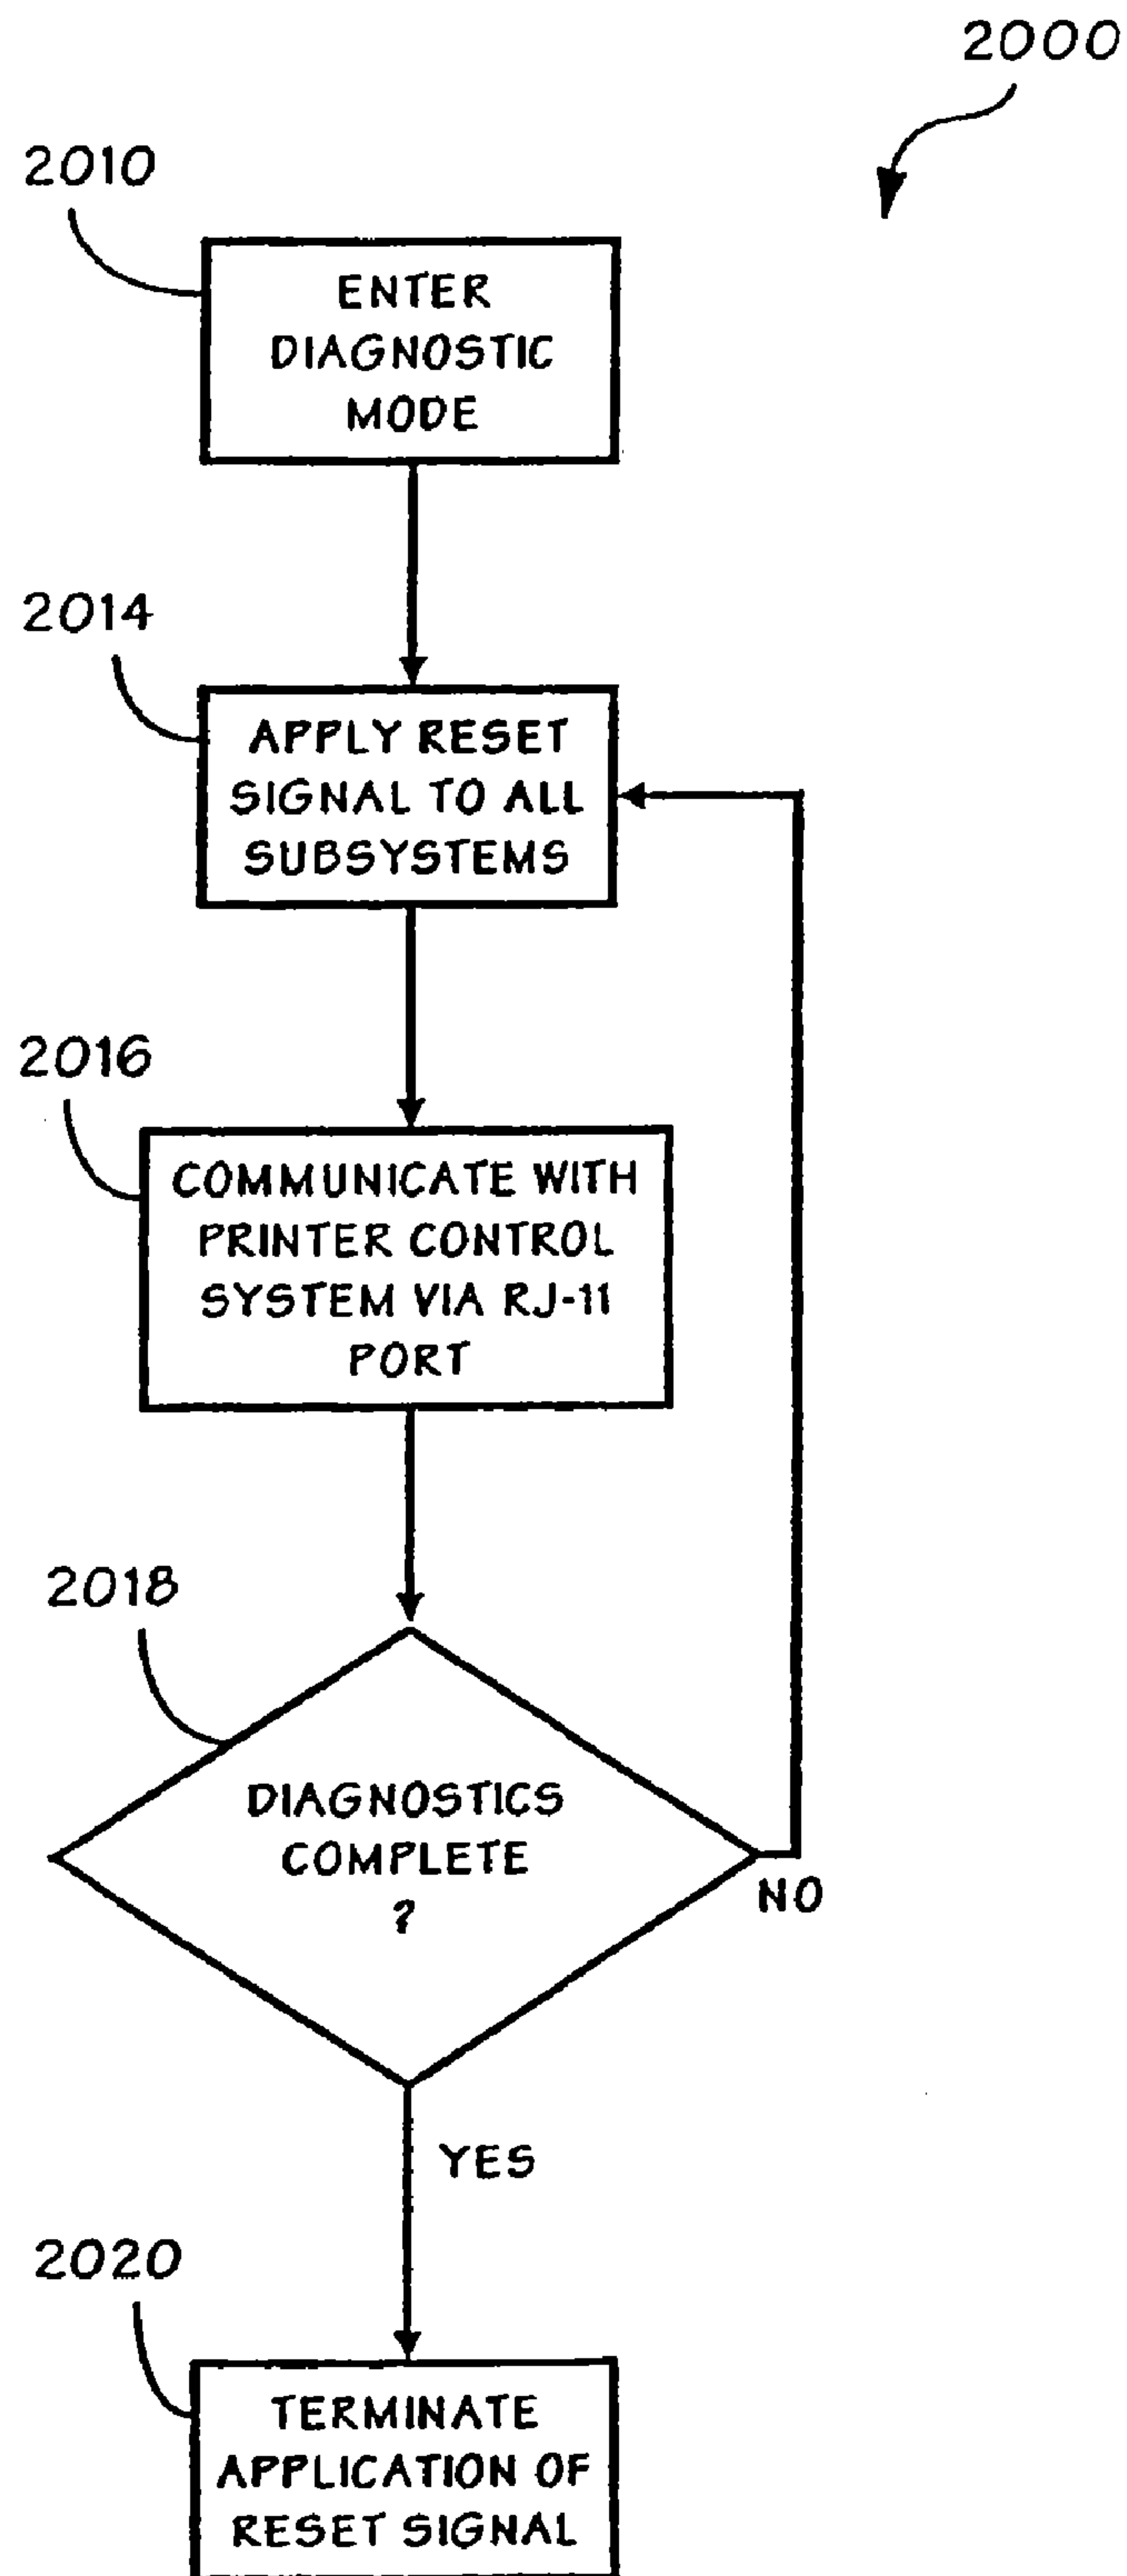 2000
2010
ENTER
DIAGNOSTIC
MODE
2014
APPLY RESET
SIGNAL TO ALL
SUBSYSTEMS
2016
COMMUNICATE WITH
PRINTER CONTROL
SYSTEM VIA RJ-11
PORT
2018
DIAGNOSTICS
COMPLETE
?
NO
YES
2020
TERMINATE
APPLICATION OF
RESET SIGNAL